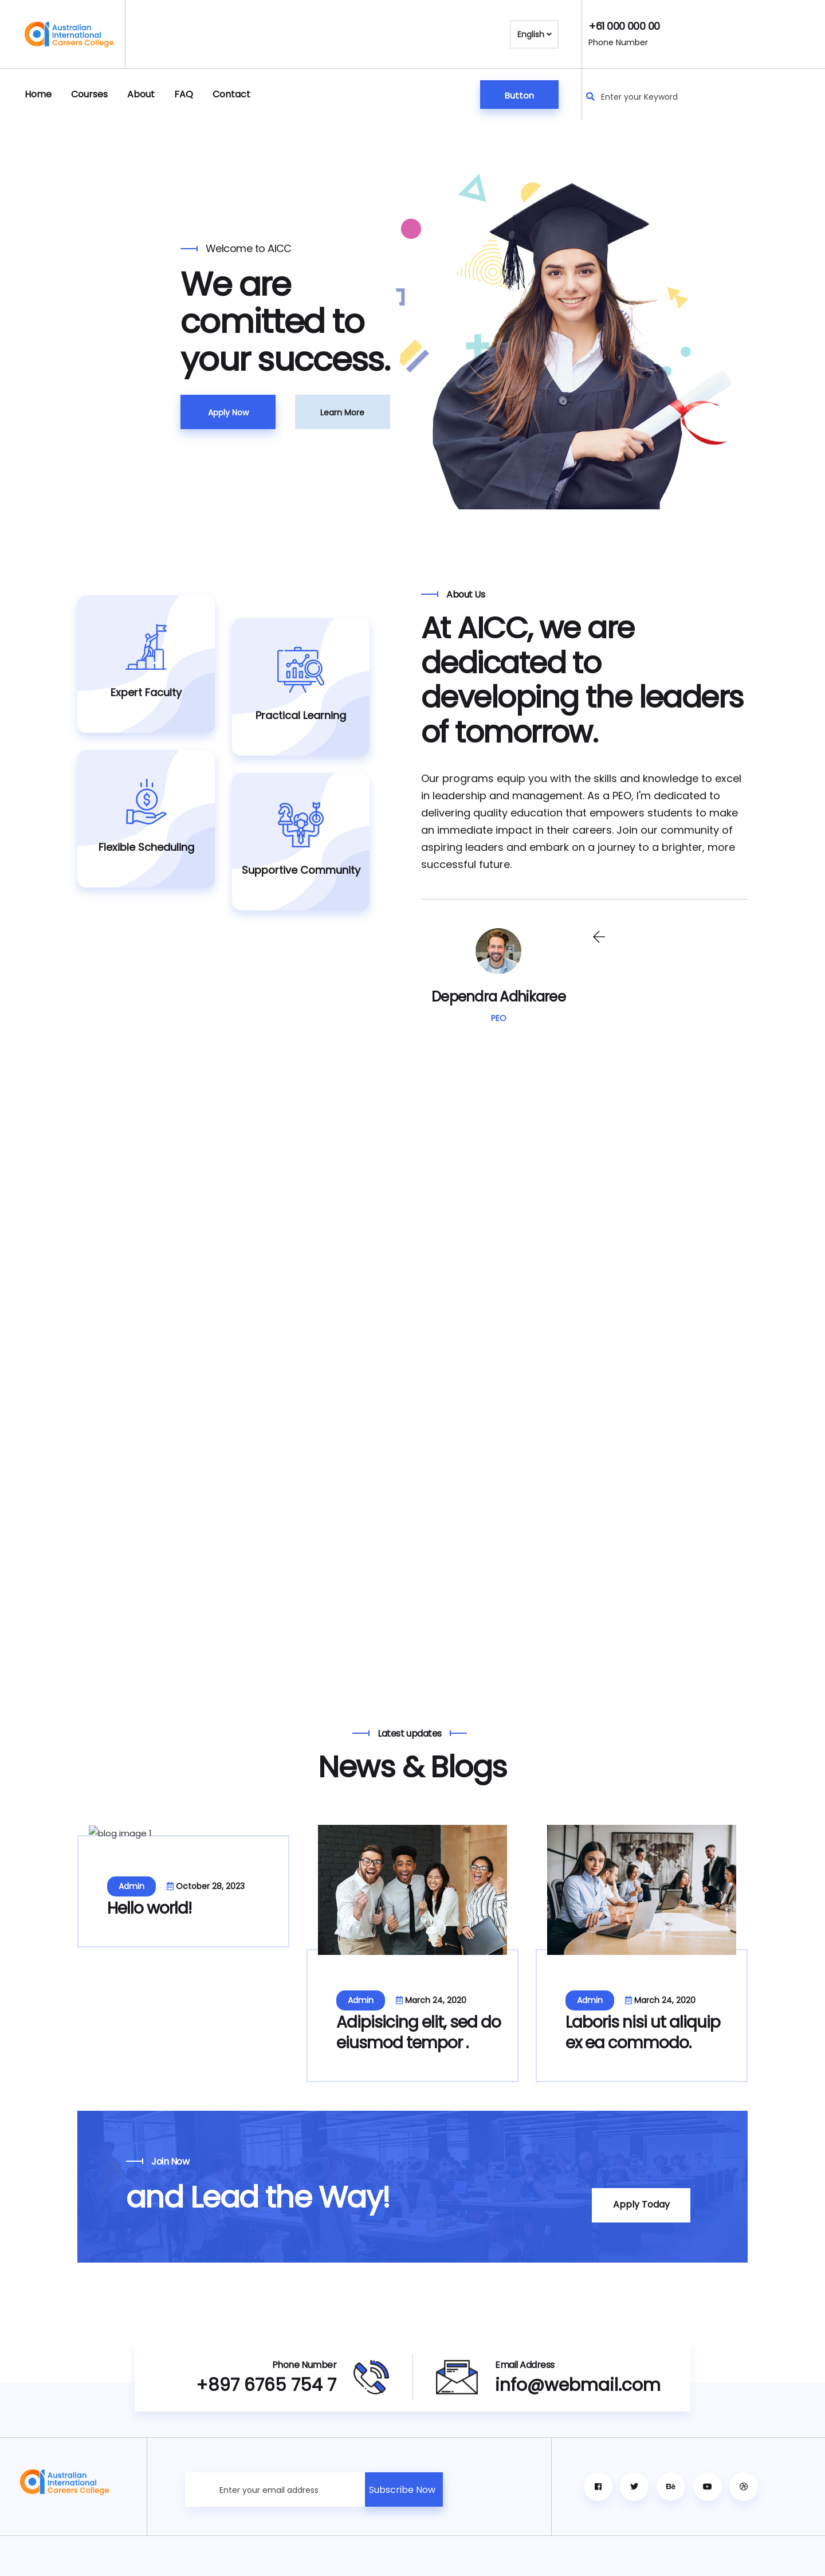 Australian
International
Careers College
English
+61 000 000 00
Phone Number
Home
Courses
About
FAQ
Contact
Button
Enter your Keyword
Welcome to AICC
We are
comitted to
your success.
Apply Now
Learn More
Expert Faculty
Practical Learning
Flexible Scheduling
Supportive Community
About Us
At AICC, we are
dedicated to
developing the leaders
of tomorrow.
Our programs equip you with the skills and knowledge to excel
in leadership and management. As a PEO, I'm dedicated to
delivering quality education that empowers students to make
an immediate impact in their careers. Join our community of
aspiring leaders and embark on a journey to a brighter, more
successful future.
Dependra Adhikaree
PEO
Latest updates
News & Blogs
blog image 1
Admin
October 28, 2023
Hello world!
Admin
March 24, 2020
Adipisicing elit, sed do
eiusmod tempor .
Admin
March 24, 2020
Laboris nisi ut aliquip
ex ea commodo.
Join Now
and Lead the Way!
Apply Today
Phone Number
+897 6765 754 7
Email Address
info@webmail.com
Australian
International
Careers College
Enter your email address
Subscribe Now